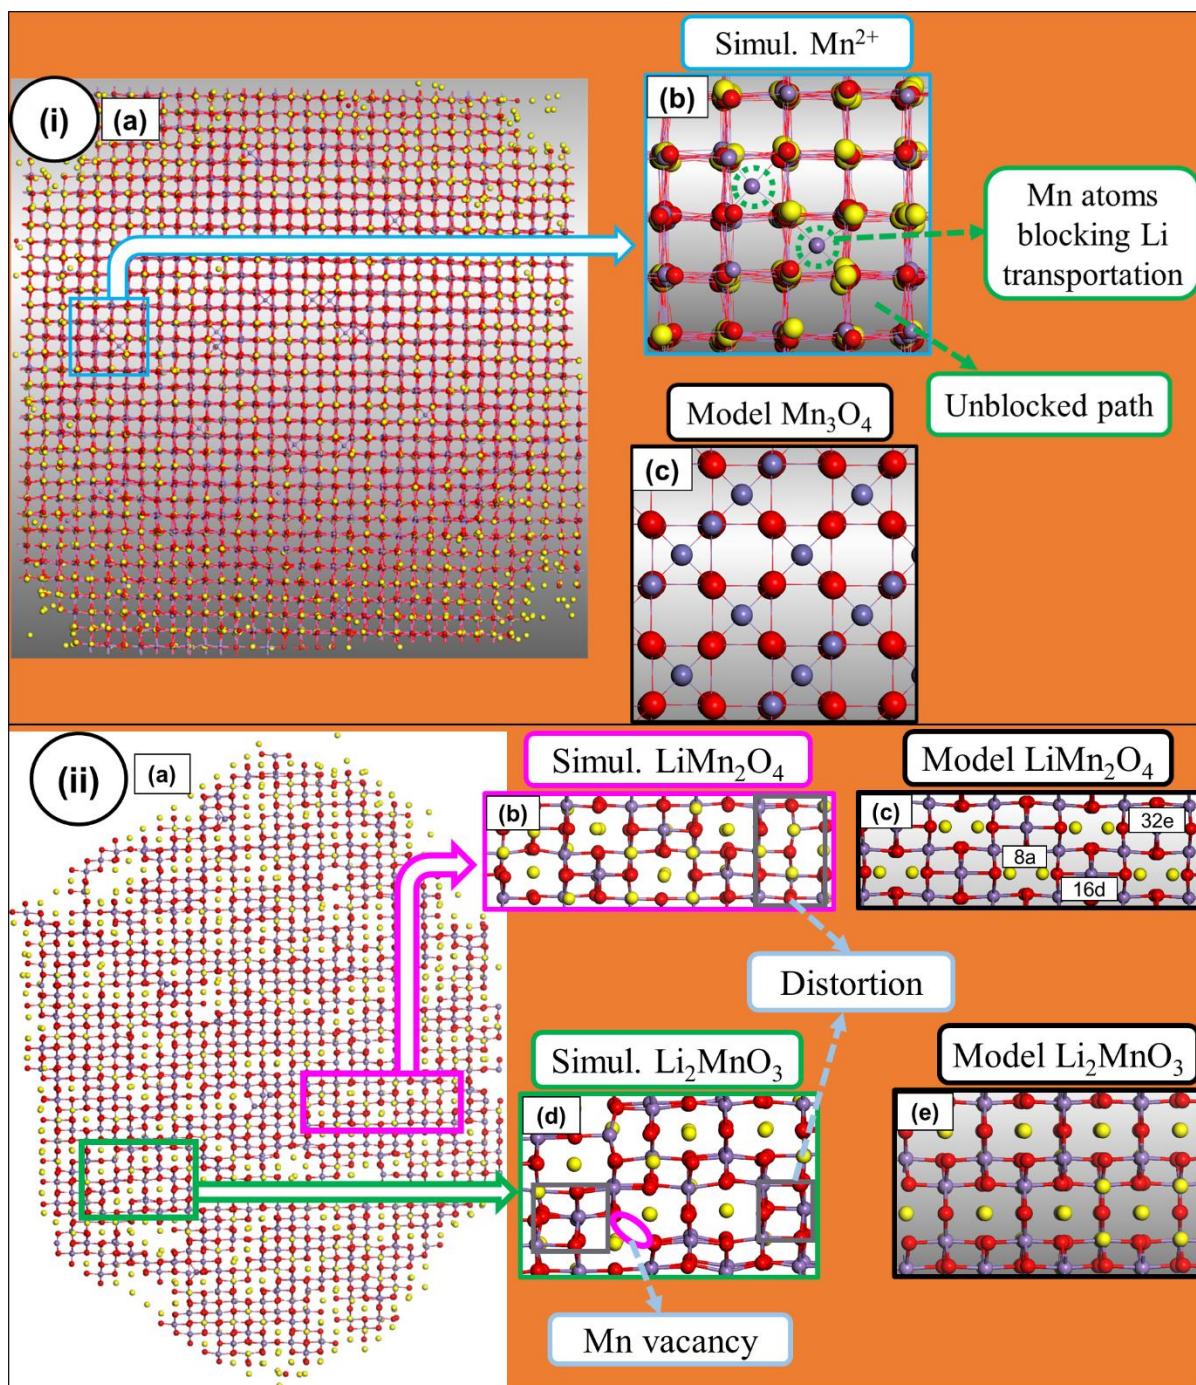 (i)
(a)
Simul. Mn²⁺
(b)
Mn atoms
blocking Li
transportation
Unblocked path
Model Mn₃O₄
(c)
(ii)
(a)
Simul. LiMn₂O₄
(b)
Model LiMn₂O₄
(c)
32e
8a
16d
Distortion
Simul. Li₂MnO₃
(d)
Model Li₂MnO₃
(e)
Mn vacancy